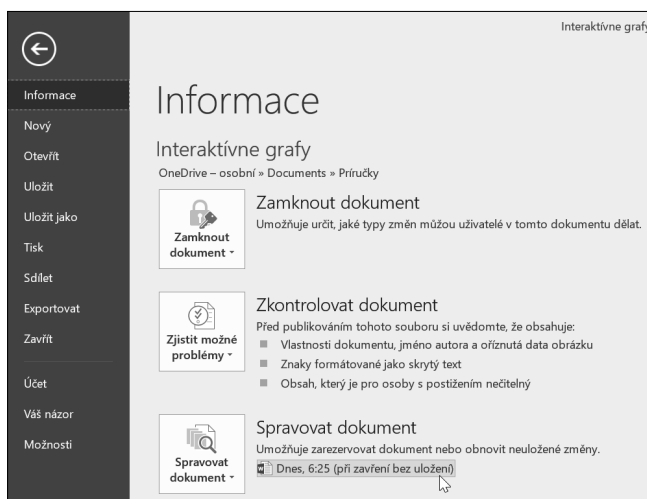 Interaktívne grafy
Informace
Nový
Otevřít
Uložit
Uložit jako
Tisk
Sdílet
Exportovat
Zavřít
Účet
Váš názor
Možnosti
Informace
Interaktívne grafy
OneDrive – osobní » Documents » Príručky
Zamknout
dokument
Zamknout dokument
Umožňuje určit, jaké typy změn můžou uživatelé v tomto dokumentu dělat.
Zjistit možné
problémy
Zkontrolovat dokument
Před publikováním tohoto souboru si uvědomte, že obsahuje:
Vlastnosti dokumentu, jméno autora a oříznutá data obrázku
Znaky formátované jako skrytý text
Obsah, který je pro osoby s postižením nečitelný
Spravovat
dokument
Spravovat dokument
Umožňuje zarezervovat dokument nebo obnovit neuložené změny.
Dnes, 6:25 (při zavření bez uložení)